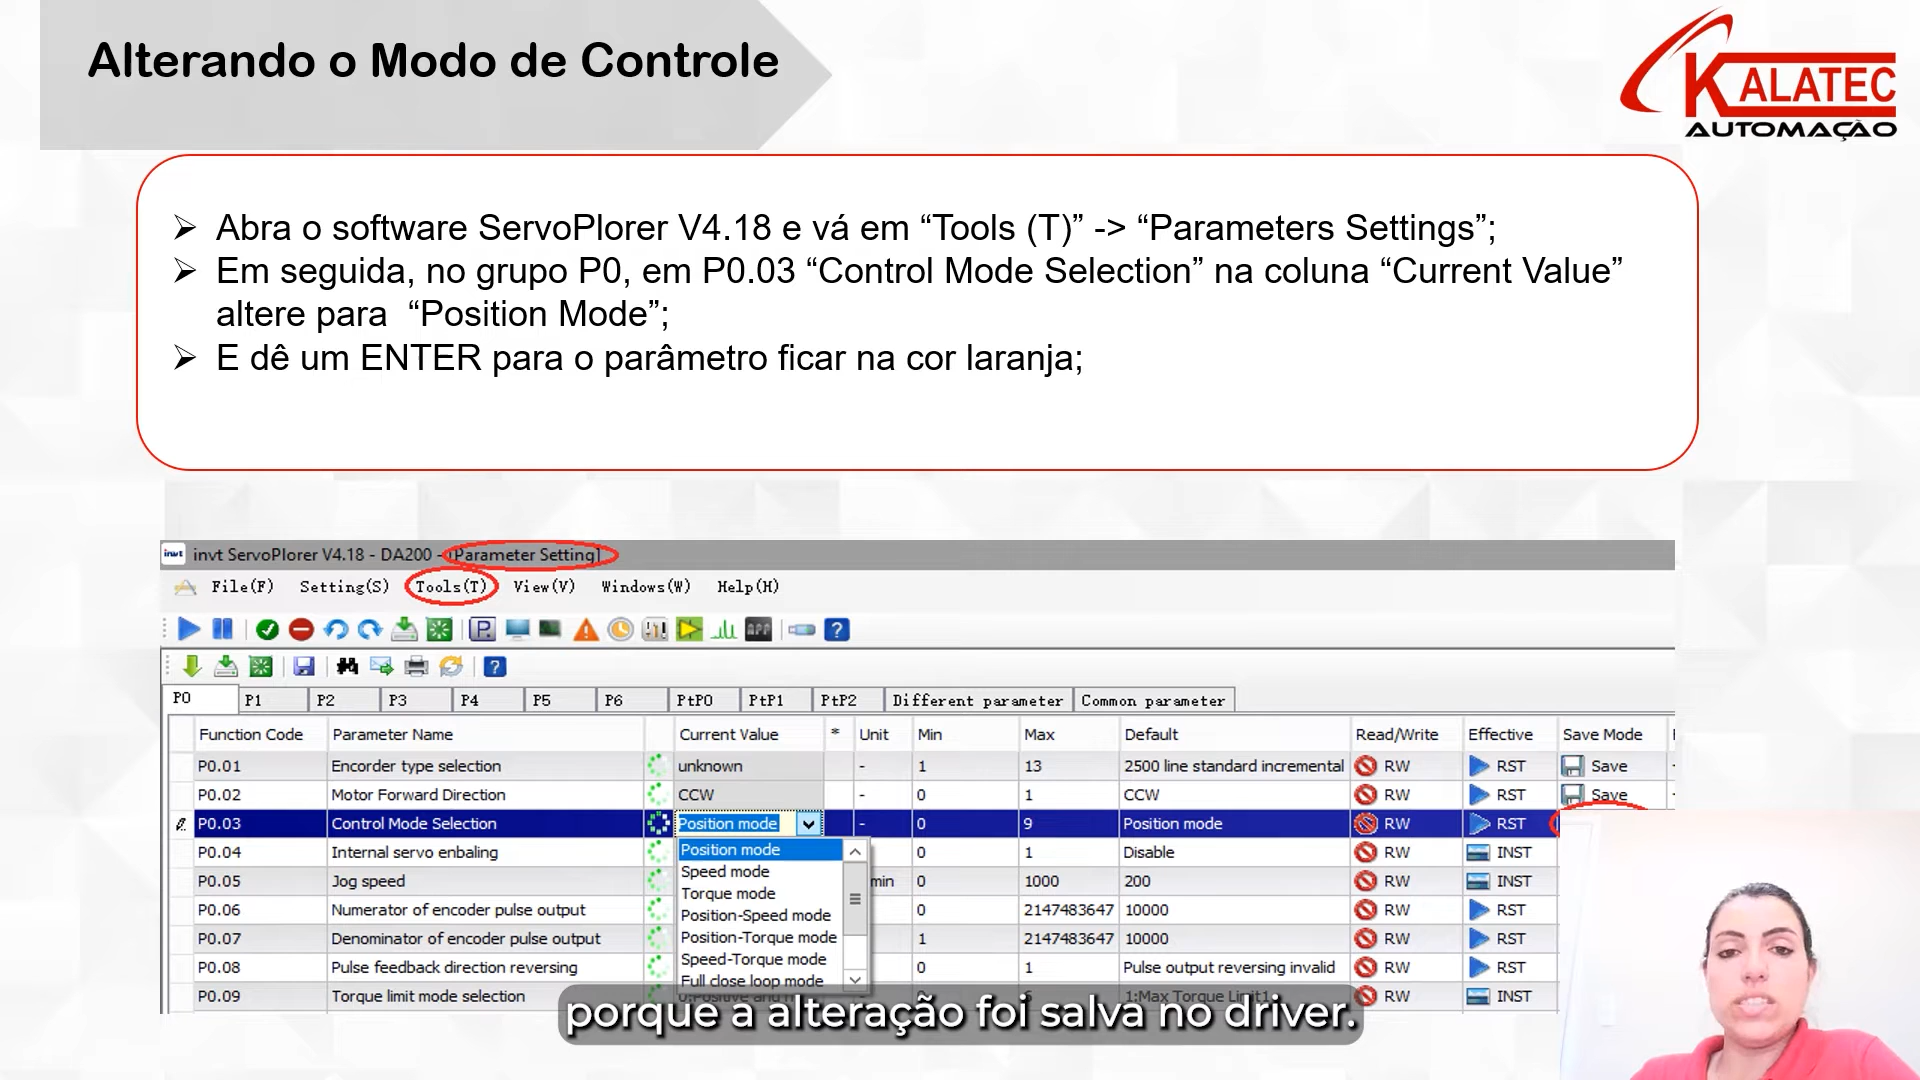 Alterando o Modo de Controle
KALATEC
AUTOMAÇÃO
➢ Abra o software ServoPlorer V4.18 e vá em “Tools (T)” -> “Parameters Settings”;
➢ Em seguida, no grupo P0, em P0.03 “Control Mode Selection” na coluna “Current Value”
altere para “Position Mode”;
➢ E dê um ENTER para o parâmetro ficar na cor laranja;
invt invt ServoPlorer V4.18 - DA200 - [Parameter Setting]
File(F) Setting(S) Tools(T) View(V) Windows(W) Help(H)
P0 P1 P2 P3 P4 P5 P6 PtP0 PtP1 PtP2 Different parameter Common parameter
Function Code Parameter Name Current Value * Unit Min Max Default Read/Write Effective Save Mode
P0.01 Encorder type selection unknown - 1 13 2500 line standard incremental RW RST Save
P0.02 Motor Forward Direction CCW - 0 1 CCW RW RST Save
P0.03 Control Mode Selection Position mode - 0 9 Position mode RW RST
P0.04 Internal servo enbaling Position mode 0 1 Disable RW INST
Speed mode
P0.05 Jog speed min 0 1000 200 RW INST
Torque mode
P0.06 Numerator of encoder pulse output Position-Speed mode 0 2147483647 10000 RW RST
P0.07 Denominator of encoder pulse output Position-Torque mode 1 2147483647 10000 RW RST
P0.08 Pulse feedback direction reversing Speed-Torque mode 0 1 Pulse output reversing invalid RW RST
Full close loop mode
P0.09 Torque limit mode selection 1:Max Torque Limit1 RW INST
porque a alteração foi salva no driver.